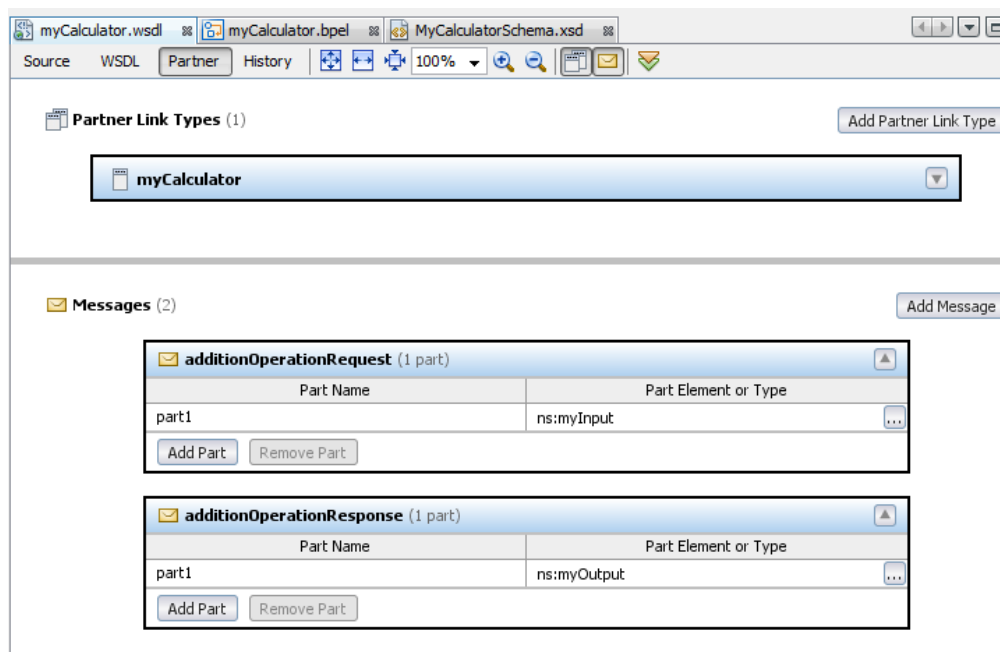 myCalculator.wsdl myCalculator.bpel MyCalculatorSchema.xsd
Source WSDL Partner History 100%
Partner Link Types (1) Add Partner Link Type
myCalculator
Messages (2) Add Message
additionOperationRequest (1 part)
Part Name Part Element or Type
part1 ns:myInput ...
Add Part Remove Part
additionOperationResponse (1 part)
Part Name Part Element or Type
part1 ns:myOutput ...
Add Part Remove Part